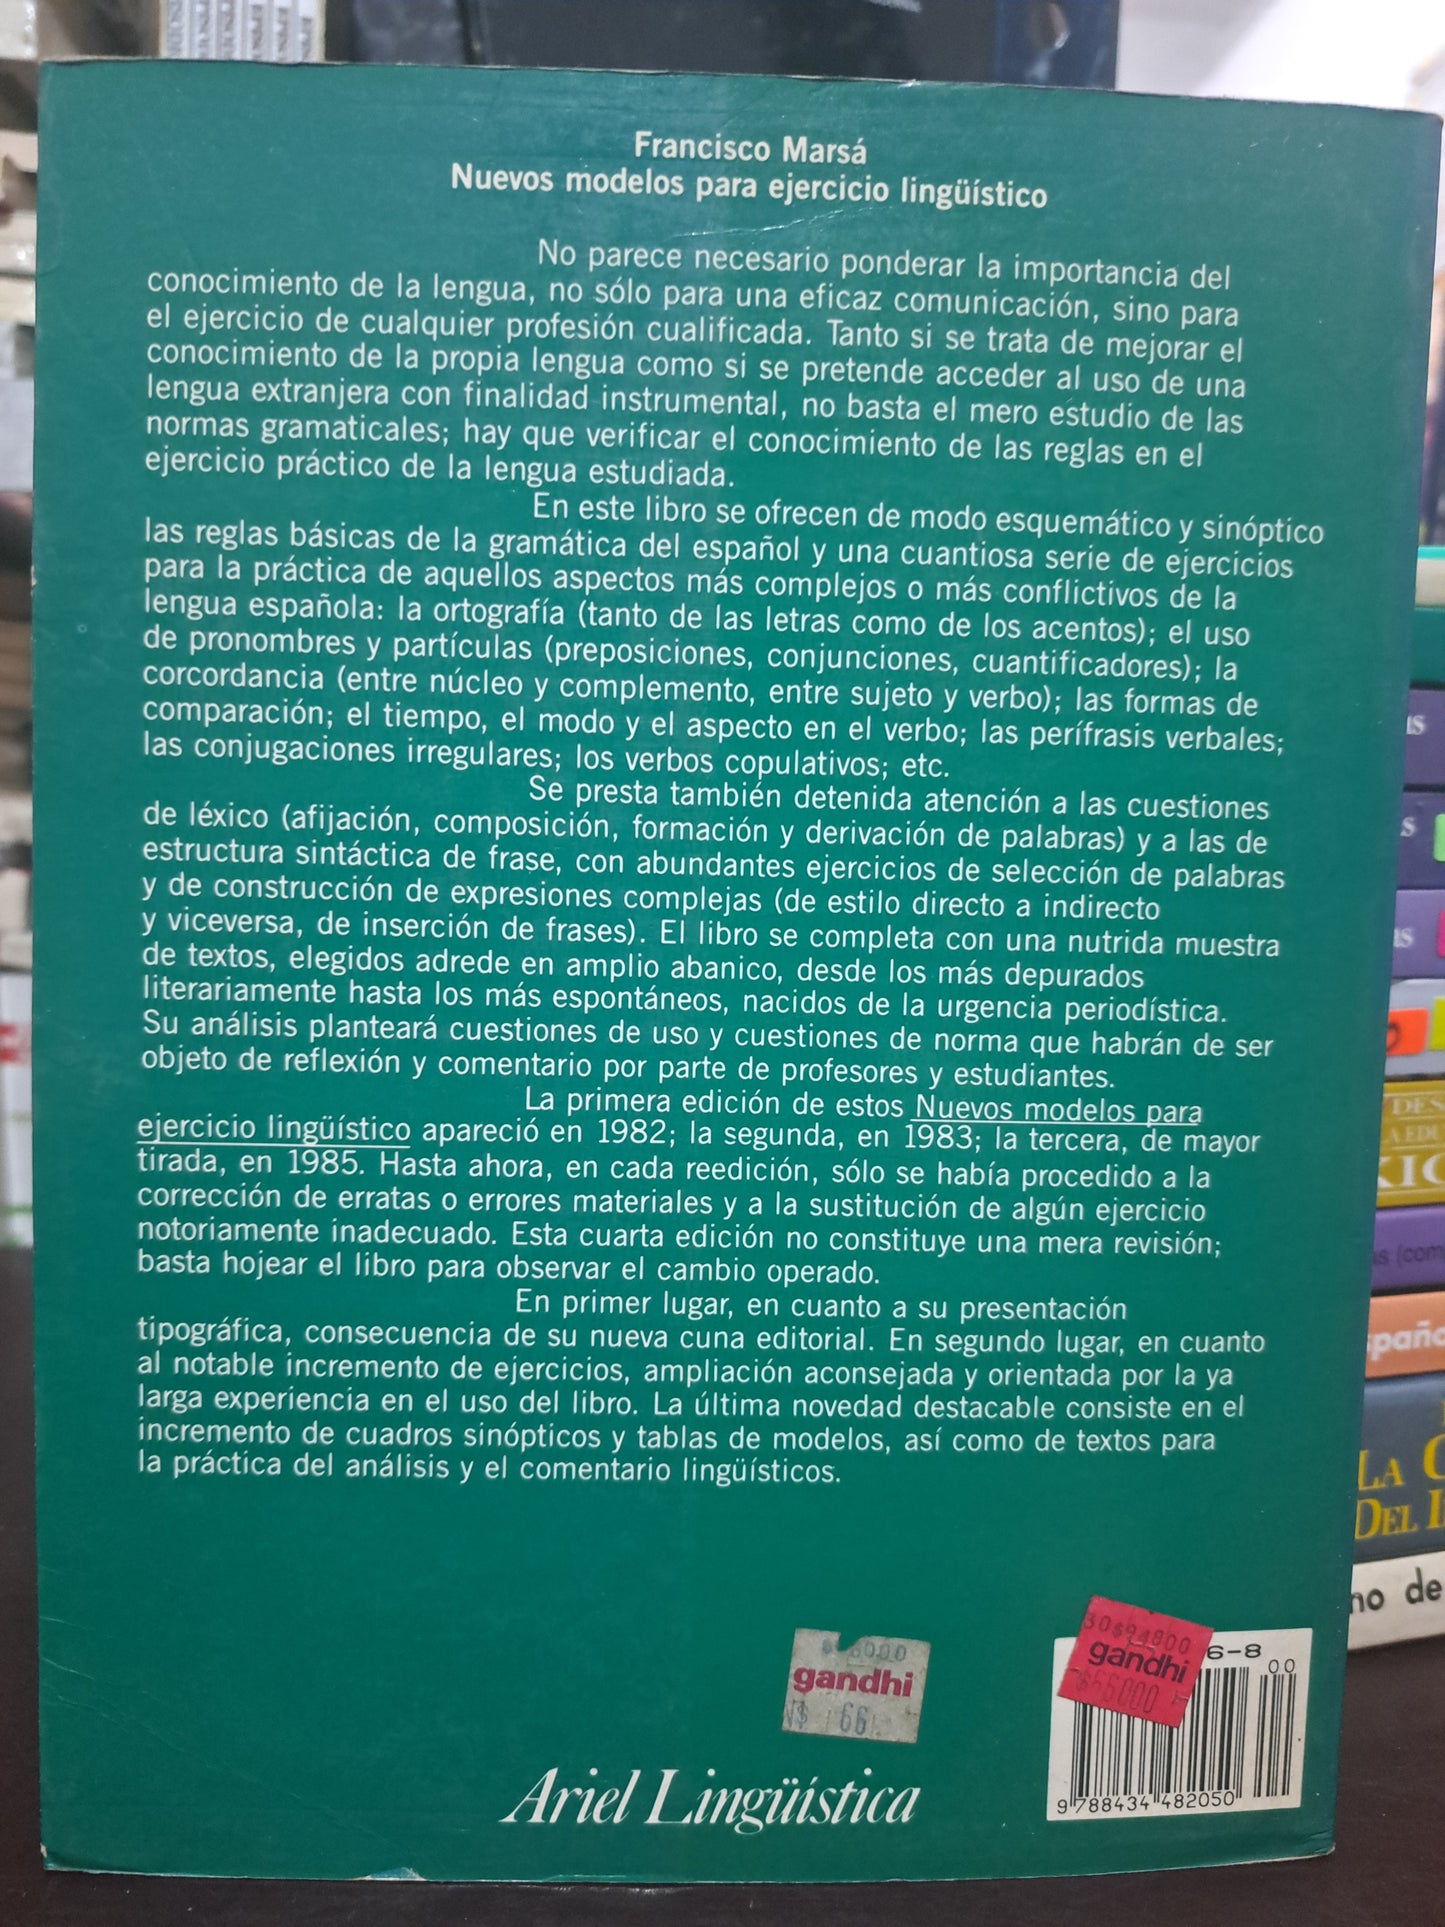 Francisco Marsá
Nuevos modelos para ejercicio lingüístico
No parece necesario ponderar la importancia del
conocimiento de la lengua, no sólo para una eficaz comunicación, sino para
el ejercicio de cualquier profesión cualificada. Tanto si se trata de mejorar el
conocimiento de la propia lengua como si se pretende acceder al uso de una
lengua extranjera con finalidad instrumental, no basta el mero estudio de las
normas gramaticales; hay que verificar el conocimiento de las reglas en el
ejercicio práctico de la lengua estudiada.
En este libro se ofrecen de modo esquemático y sinóptico
las reglas básicas de la gramática del español y una cuantiosa serie de ejercicios
para la práctica de aquellos aspectos más complejos o más conflictivos de la
lengua española: la ortografía (tanto de las letras como de los acentos); el uso
de pronombres y partículas (preposiciones, conjunciones, cuantificadores); la
corcordancia (entre núcleo y complemento, entre sujeto y verbo); las formas de
comparación; el tiempo, el modo y el aspecto en el verbo; las perífrasis verbales;
las conjugaciones irregulares; los verbos copulativos; etc.
Se presta también detenida atención a las cuestiones
de léxico (afijación, composición, formación y derivación de palabras) y a las de
estructura sintáctica de frase, con abundantes ejercicios de selección de palabras
y de construcción de expresiones complejas (de estilo directo a indirecto
y viceversa, de inserción de frases). El libro se completa con una nutrida muestra
de textos, elegidos adrede en amplio abanico, desde los más depurados
literariamente hasta los más espontáneos, nacidos de la urgencia periodística.
Su análisis planteará cuestiones de uso y cuestiones de norma que habrán de ser
objeto de reflexión y comentario por parte de profesores y estudiantes.
La primera edición de estos Nuevos modelos para
ejercicio lingüístico apareció en 1982; la segunda, en 1983; la tercera, de mayor
tirada, en 1985. Hasta ahora, en cada reedición, sólo se había procedido a la
corrección de erratas o errores materiales y a la sustitución de algún ejercicio
notoriamente inadecuado. Esta cuarta edición no constituye una mera revisión;
basta hojear el libro para observar el cambio operado.
En primer lugar, en cuanto a su presentación
tipográfica, consecuencia de su nueva cuna editorial. En segundo lugar, en cuanto
al notable incremento de ejercicios, ampliación aconsejada y orientada por la ya
larga experiencia en el uso del libro. La última novedad destacable consiste en el
incremento de cuadros sinópticos y tablas de modelos, así como de textos para
la práctica del análisis y el comentario lingüísticos.
gandhi
N$ 66
gandhi
6-8
00
9 788434 482050
Ariel Lingüística
LA
DEL
no de